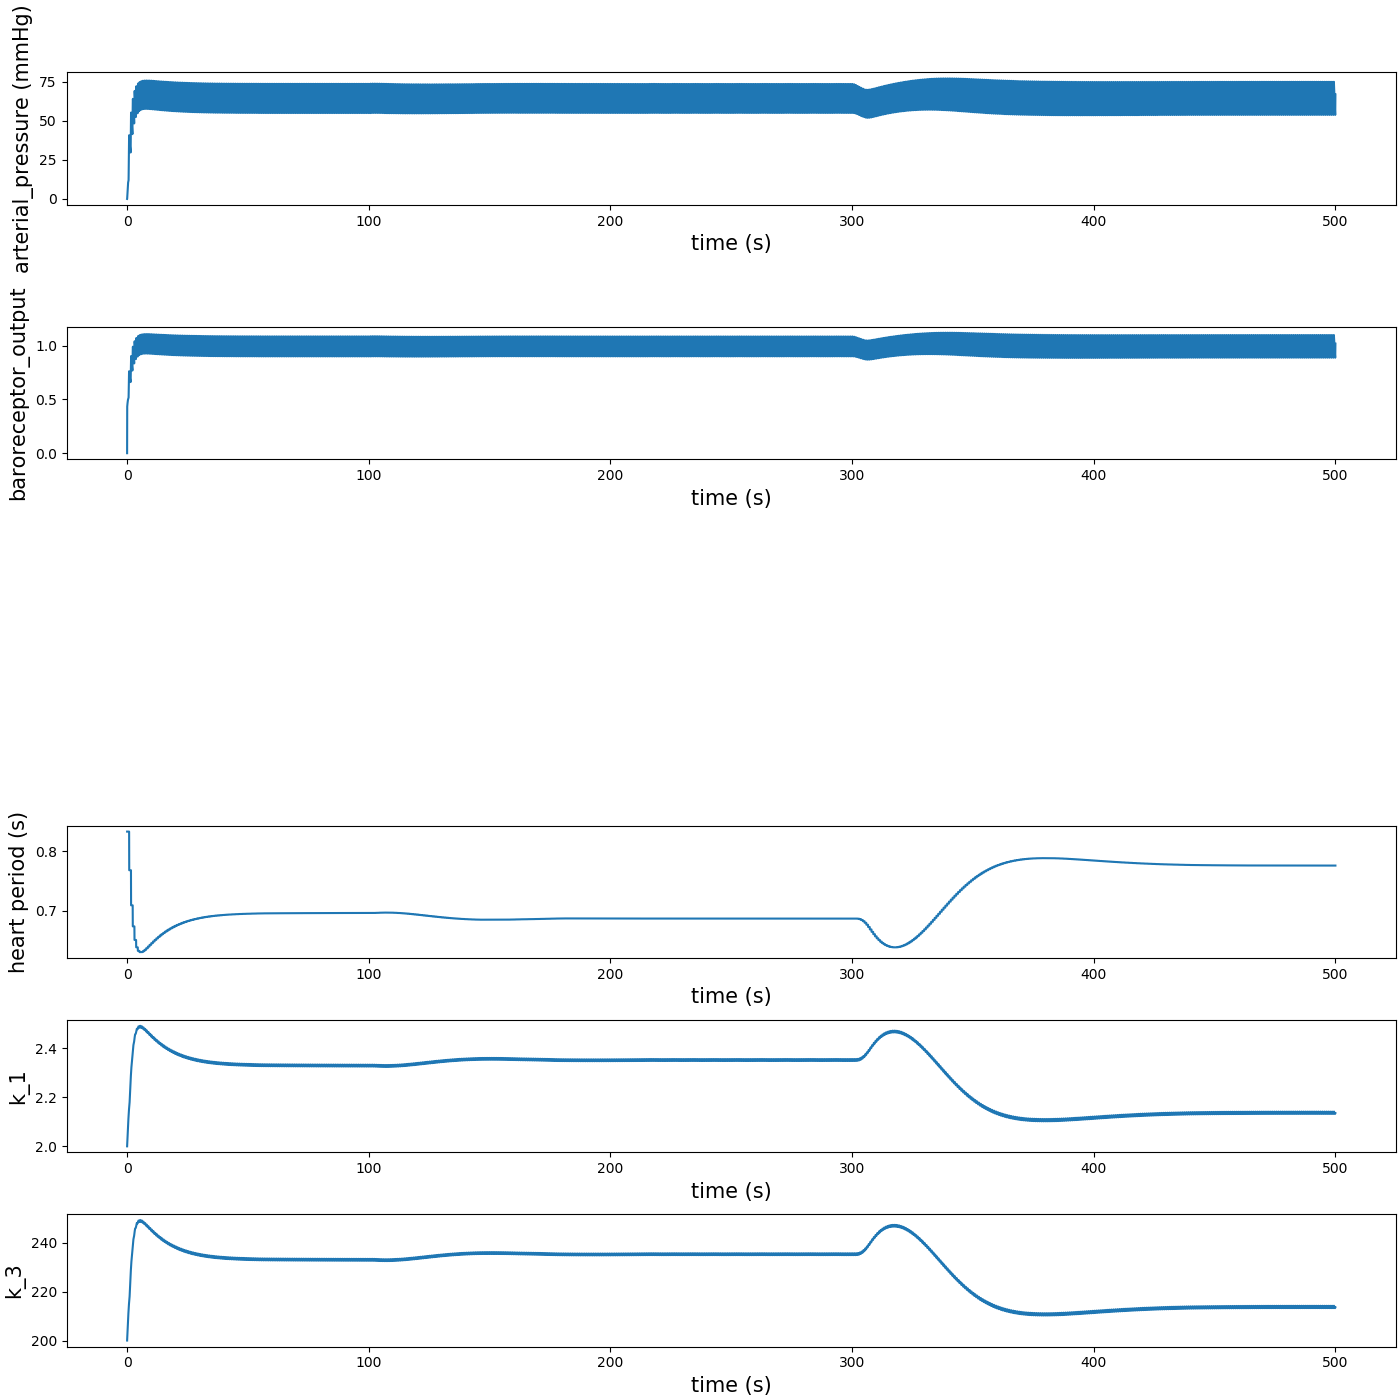 arterial_pressure (mmHg)
75
50
25
0
0 100 200 300 400 500
time (s)
baroreceptor_output
1.0
0.5
0.0
0 100 200 300 400 500
time (s)
heart period (s)
0.8
0.7
0 100 200 300 400 500
time (s)
k_1
2.4
2.2
2.0
0 100 200 300 400 500
time (s)
k_3
240
220
200
0 100 200 300 400 500
time (s)